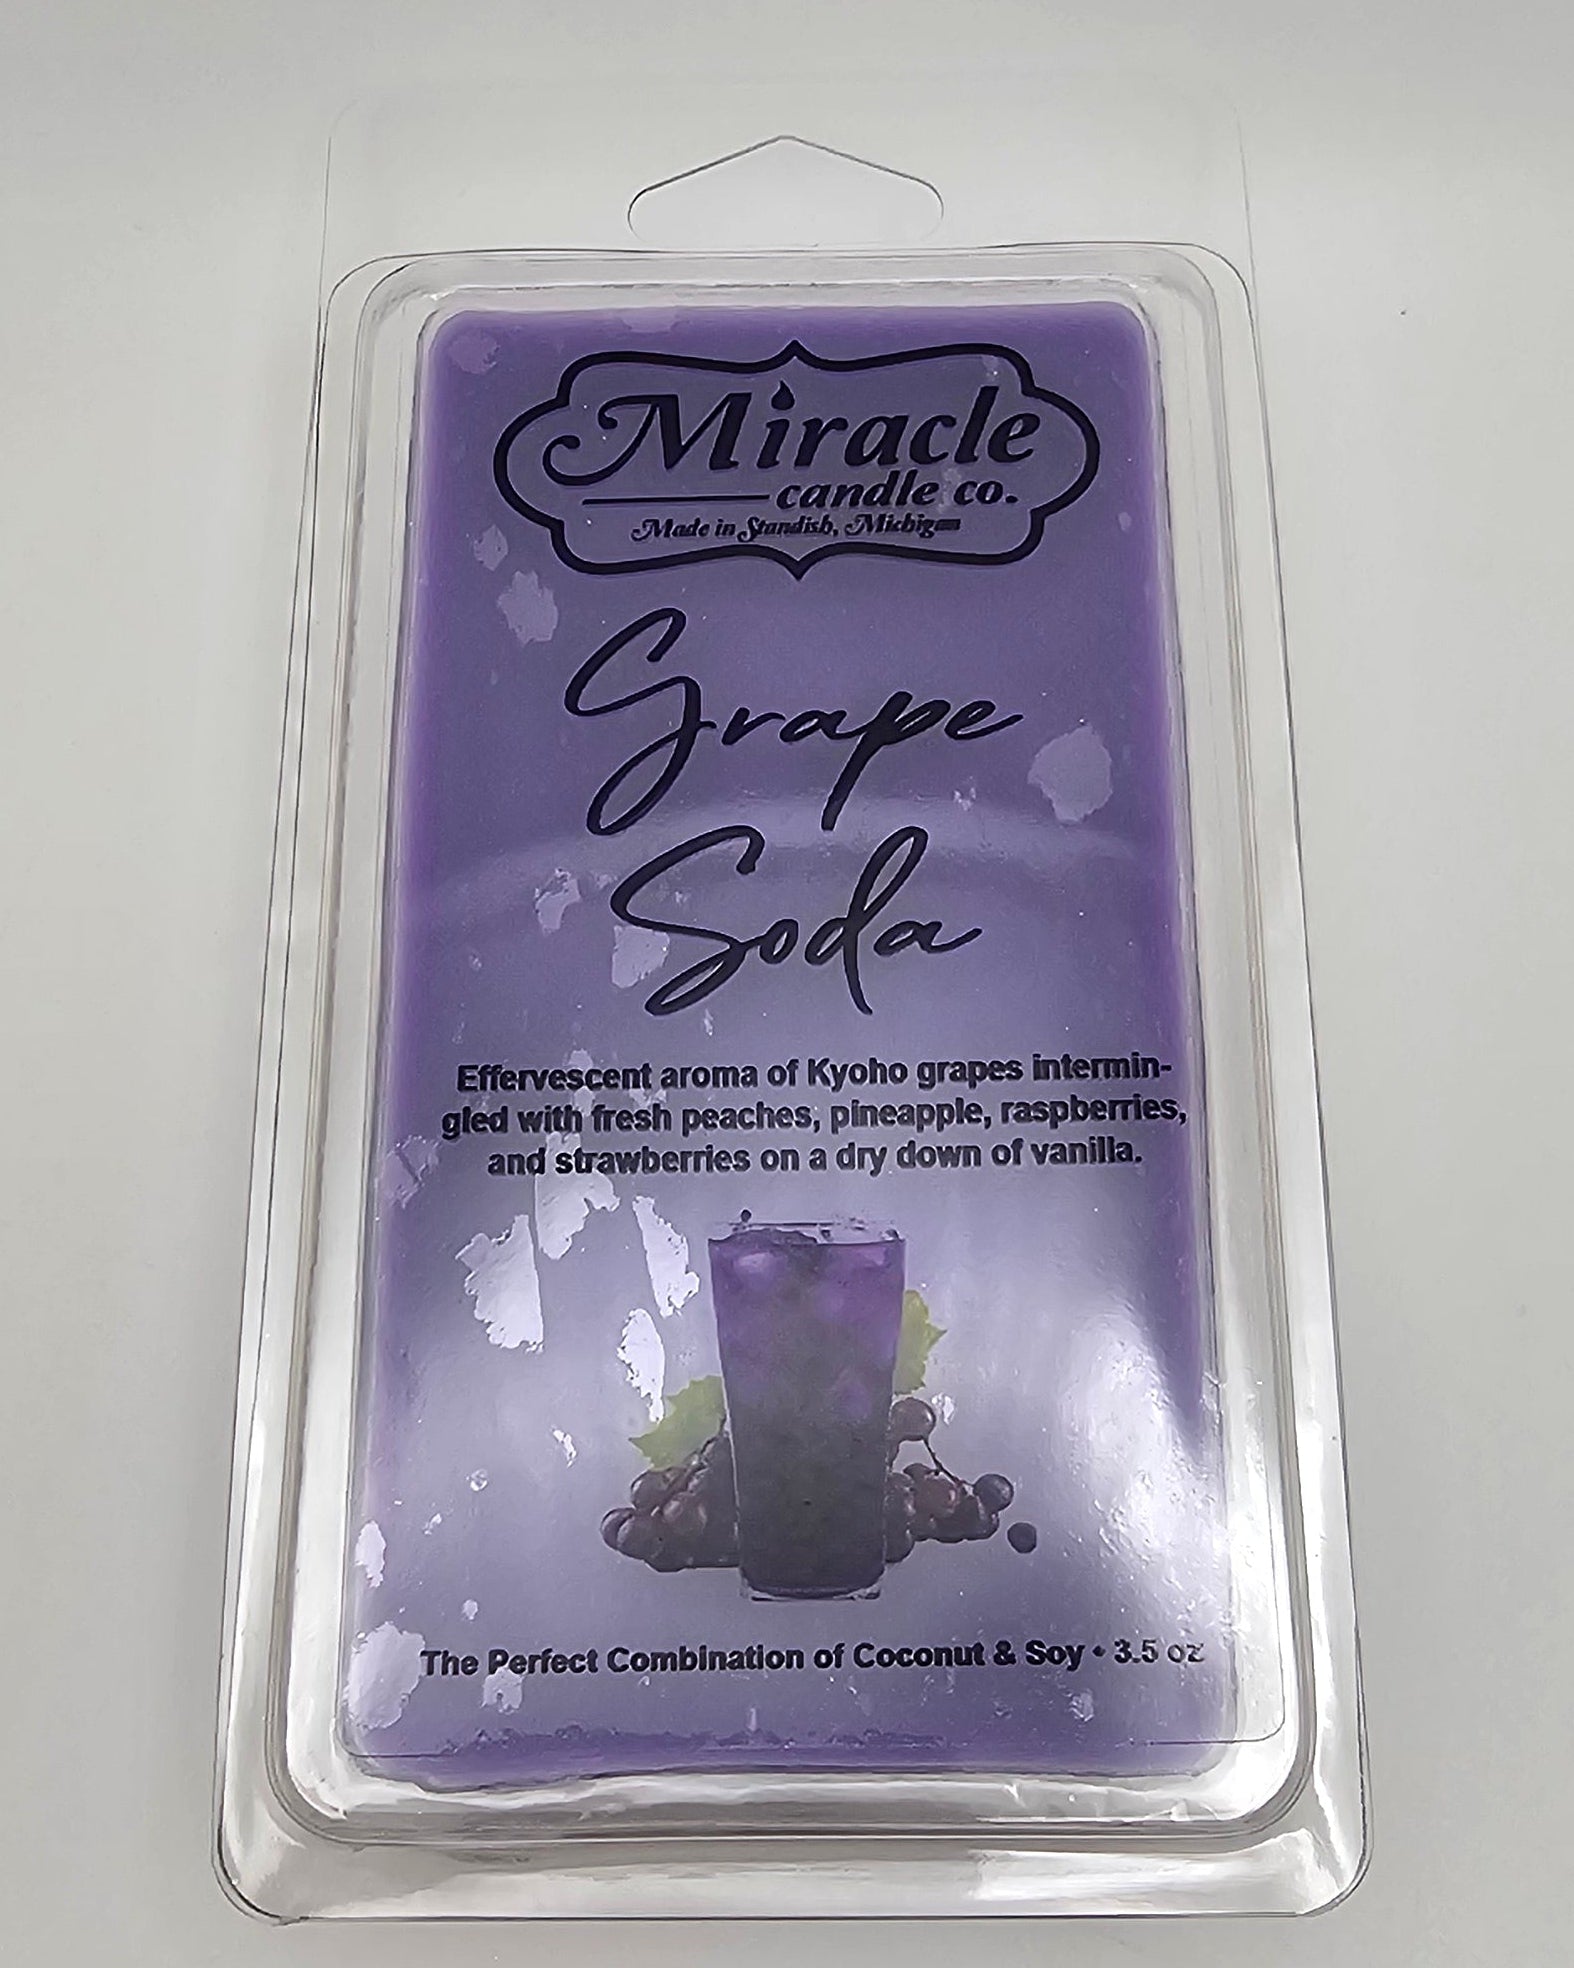 Miracle
candle co.
Made in Standish, Michigan
Grape
Soda
Effervescent aroma of Kyoho grapes intermin-
gled with fresh peaches, pineapple, raspberries,
and strawberries on a dry down of vanilla.
The Perfect Combination of Coconut & Soy • 3.5 oz